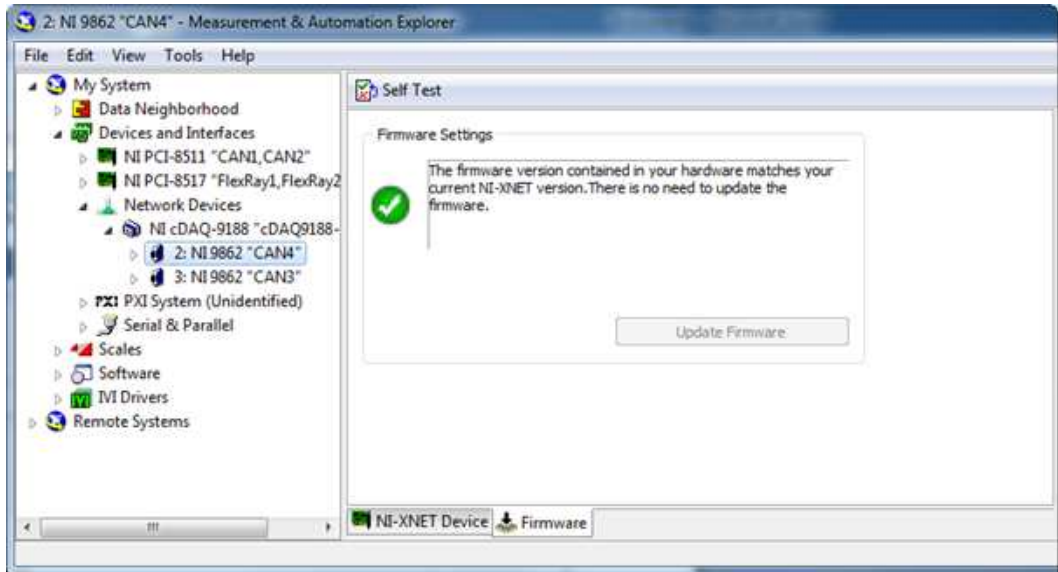 2: NI 9862 "CAN4" - Measurement & Automation Explorer
File Edit View Tools Help
My System
Data Neighborhood
Devices and Interfaces
NI PCI-8511 "CAN1,CAN2"
NI PCI-8517 "FlexRay1,FlexRay2
Network Devices
NI cDAQ-9188 "cDAQ9188-
2: NI 9862 "CAN4"
3: NI 9862 "CAN3"
PXI PXI System (Unidentified)
Serial & Parallel
Scales
Software
IVI IVI Drivers
Remote Systems
Self Test
Firmware Settings
The firmware version contained in your hardware matches your
current NI-XNET version.There is no need to update the
firmware.
Update Firmware
NI-XNET Device
Firmware